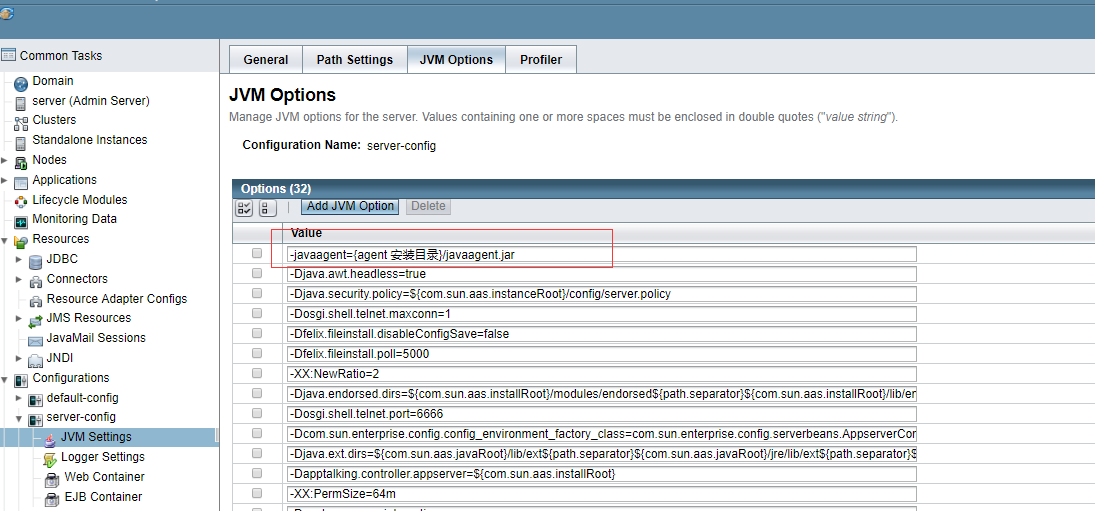 Common Tasks
Domain
server (Admin Server)
Clusters
Standalone Instances
Nodes
Applications
Lifecycle Modules
Monitoring Data
Resources
JDBC
Connectors
Resource Adapter Configs
JMS Resources
JavaMail Sessions
JNDI
Configurations
default-config
server-config
JVM Settings
Logger Settings
Web Container
EJB Container
General Path Settings JVM Options Profiler
JVM Options
Manage JVM options for the server. Values containing one or more spaces must be enclosed in double quotes ("value string").
Configuration Name: server-config
Options (32)
Add JVM Option Delete
Value
-javaagent={agent 安装目录}/javaagent.jar
-Djava.awt.headless=true
-Djava.security.policy=${com.sun.aas.instanceRoot}/config/server.policy
-Dosgi.shell.telnet.maxconn=1
-Dfelix.fileinstall.disableConfigSave=false
-Dfelix.fileinstall.poll=5000
-XX:NewRatio=2
-Djava.endorsed.dirs=${com.sun.aas.installRoot}/modules/endorsed${path.separator}${com.sun.aas.installRoot}/lib/er
-Dosgi.shell.telnet.port=6666
-Dcom.sun.enterprise.config.config_environment_factory_class=com.sun.enterprise.config.serverbeans.AppserverCor
-Djava.ext.dirs=${com.sun.aas.javaRoot}/lib/ext${path.separator}${com.sun.aas.javaRoot}/jre/lib/ext${path.separator}$
-Dapptalking.controller.appserver=${com.sun.aas.installRoot}
-XX:PermSize=64m